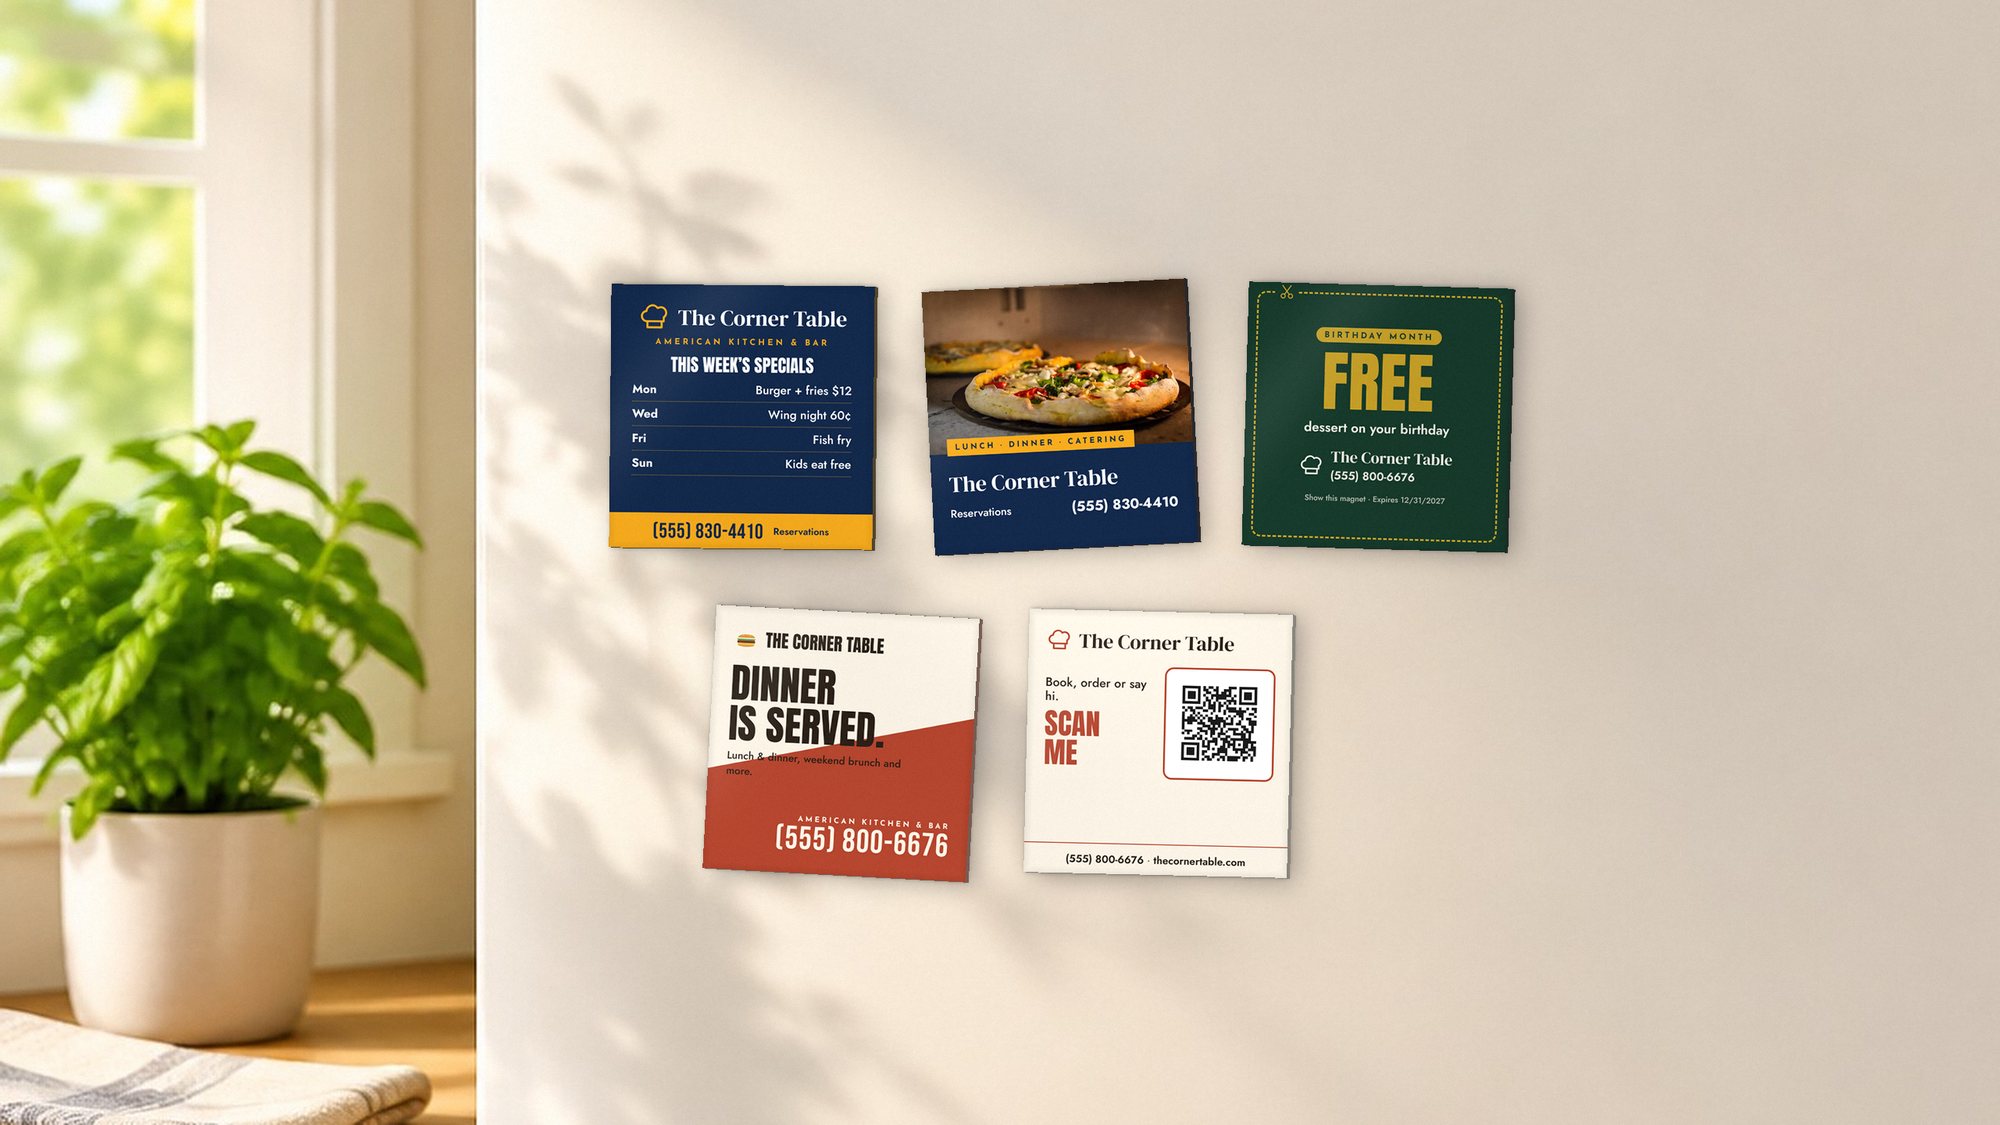 The Corner Table
AMERICAN KITCHEN & BAR
THIS WEEK'S SPECIALS
Mon Burger + fries $12
Wed Wing night 60¢
Fri Fish fry
Sun Kids eat free
(555) 830-4410 Reservations
LUNCH · DINNER · CATERING
The Corner Table
Reservations (555) 830-4410
BIRTHDAY MONTH
FREE
dessert on your birthday
The Corner Table
(555) 800-6676
Show this magnet · Expires 12/31/2027
THE CORNER TABLE
DINNER
IS SERVED.
Lunch & dinner, weekend brunch and
more.
AMERICAN KITCHEN & BAR
(555) 800-6676
The Corner Table
Book, order or say
hi.
SCAN
ME
(555) 800-6676 · thecornertable.com